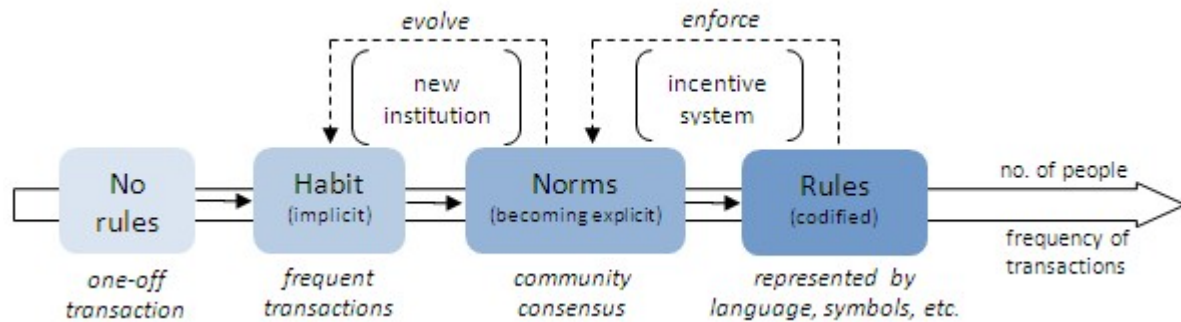 evolve
enforce
new
institution
incentive
system
No
rules
Habit
(implicit)
Norms
(becoming explicit)
Rules
(codified)
no. of people
frequency of
transactions
one-off
transaction
frequent
transactions
community
consensus
represented by
language, symbols, etc.